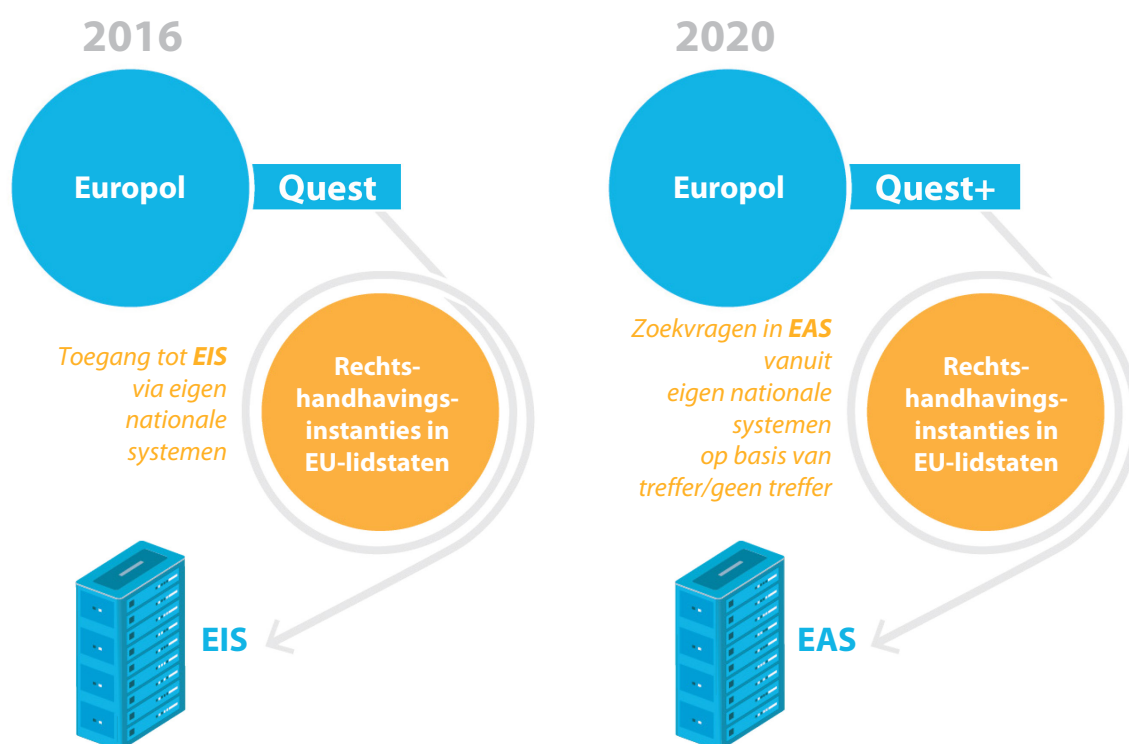 2016
Europol
Quest
Toegang tot EIS
via eigen
nationale
systemen
Rechts-
handhavings-
instanties in
EU-lidstaten
EIS
2020
Europol
Quest+
Zoekvragen in EAS
vanuit
eigen nationale
systemen
op basis van
treffer/geen treffer
Rechts-
handhavings-
instanties in
EU-lidstaten
EAS